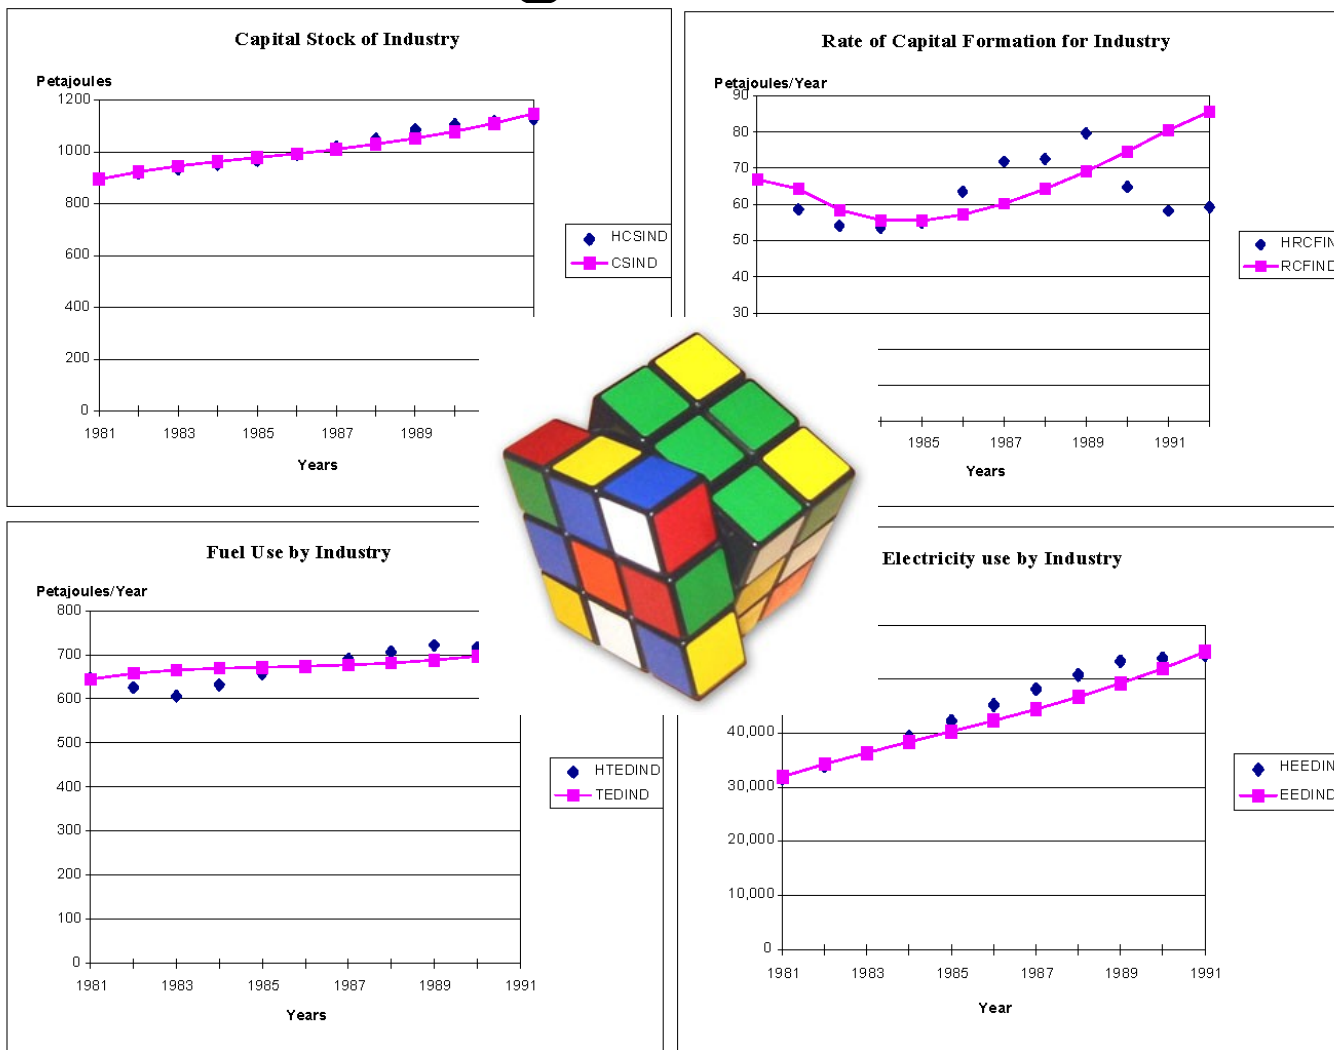 Capital Stock of Industry
Petajoules
1200
1000
800
600
400
200
0
1981
1983
1985
1987
1989
Years
HCSIND
CSIND
Rate of Capital Formation for Industry
Petajoules/Year
90
80
70
60
50
40
30
1985
1987
1989
1991
Years
HRCFIN
RCFIND
Fuel Use by Industry
Petajoules/Year
800
700
600
500
400
300
200
100
0
1981
1983
1985
1987
1989
1991
Years
HTEDIND
TEDIND
Electricity use by Industry
40,000
30,000
20,000
10,000
0
1981
1983
1985
1987
1989
1991
Year
HEEDIN
EEDIND